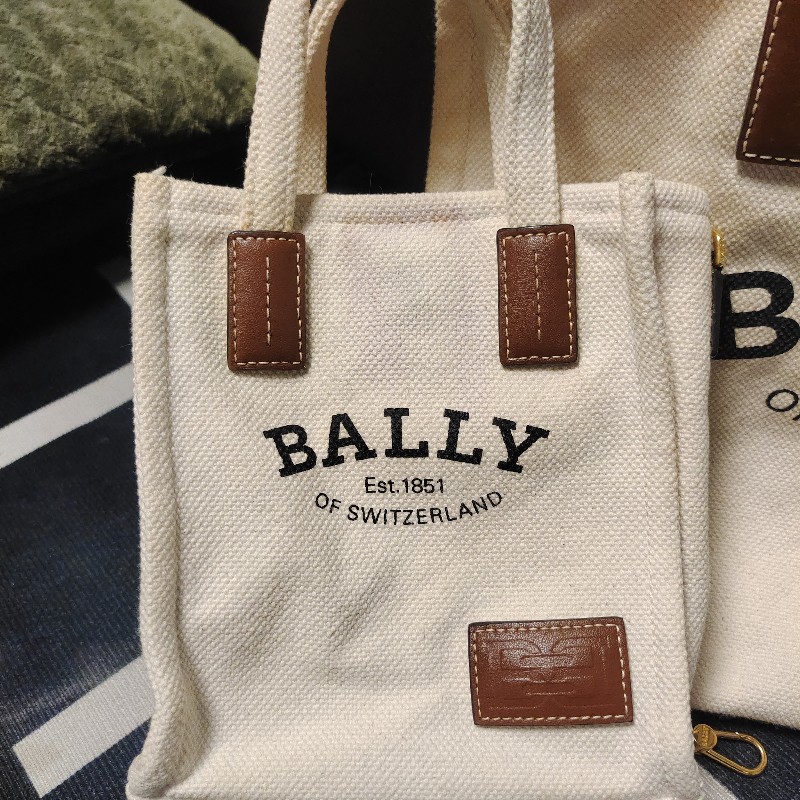 BALLY
Est.1851
OF SWITZERLAND
B